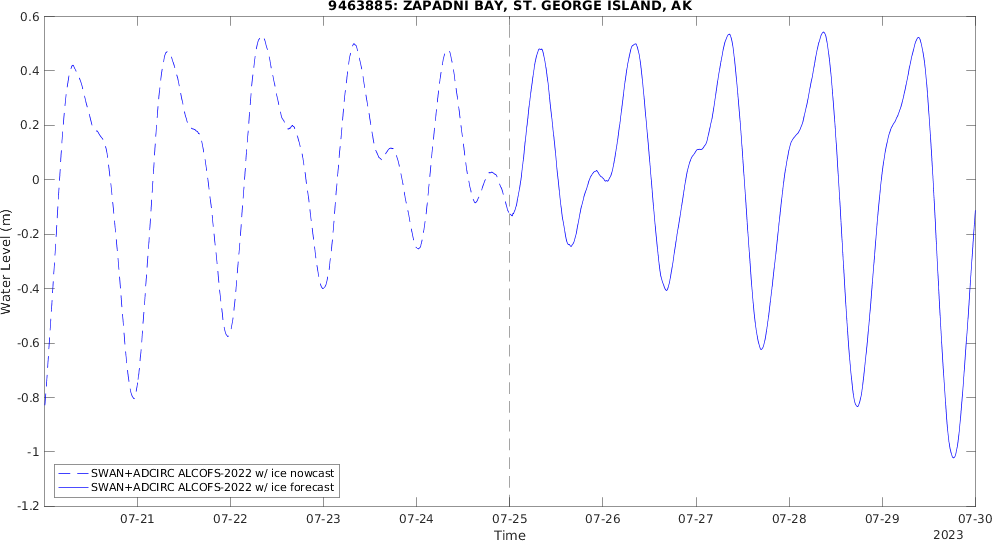 9463885: ZAPADNI BAY, ST. GEORGE ISLAND, AK
Water Level (m)
0.6
0.4
0.2
0
-0.2
-0.4
-0.6
-0.8
-1
-1.2
SWAN+ADCIRC ALCOFS-2022 w/ ice nowcast
SWAN+ADCIRC ALCOFS-2022 w/ ice forecast
07-21 07-22 07-23 07-24 07-25 07-26 07-27 07-28 07-29 07-30
Time
2023